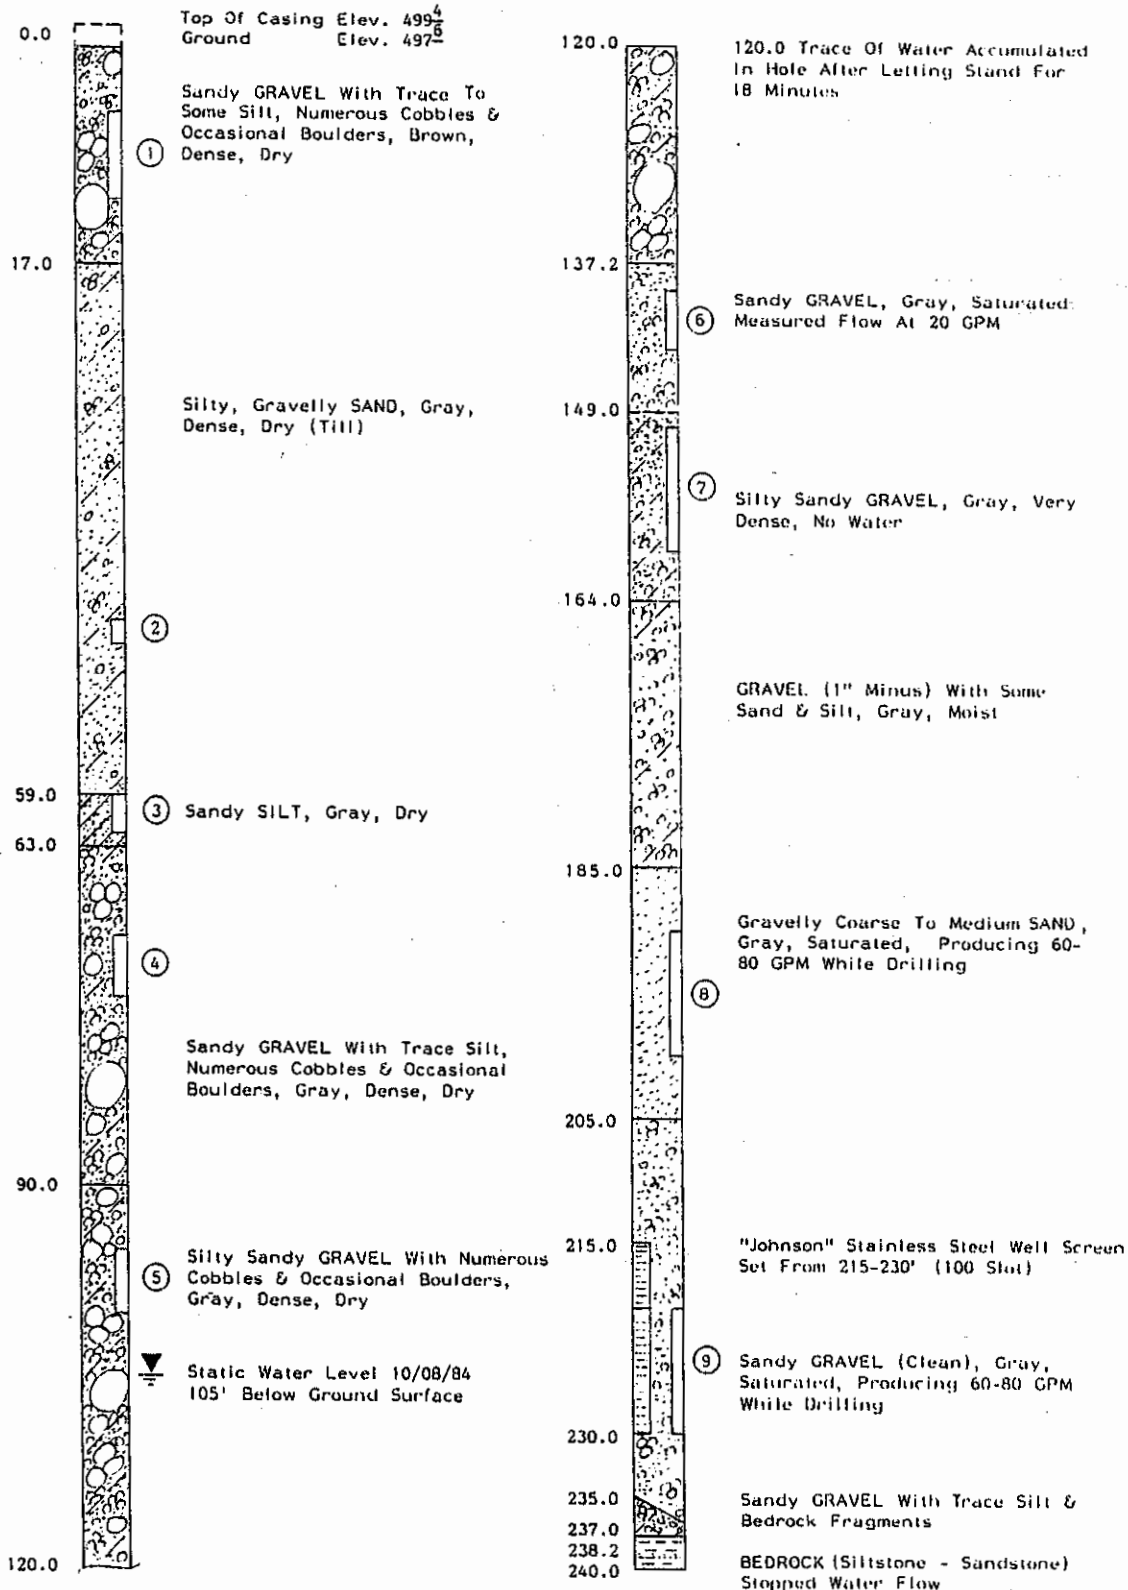 Top Of Casing Elev. 499 4
Ground Elev. 497 6
0.0
Sandy GRAVEL With Trace To
Some Silt, Numerous Cobbles &
Occasional Boulders, Brown,
Dense, Dry
1
17.0
Silty, Gravelly SAND, Gray,
Dense, Dry (Till)
2
59.0
3 Sandy SILT, Gray, Dry
63.0
4
Sandy GRAVEL With Trace Silt,
Numerous Cobbles & Occasional
Boulders, Gray, Dense, Dry
90.0
5
Silty Sandy GRAVEL With Numerous
Cobbles & Occasional Boulders,
Gray, Dense, Dry
Static Water Level 10/08/84
105' Below Ground Surface
120.0
120.0
120.0 Trace Of Water Accumulated
In Hole After Letting Stand For
18 Minutes
137.2
6
Sandy GRAVEL, Gray, Saturated
Measured Flow At 20 GPM
149.0
7
Silty Sandy GRAVEL, Gray, Very
Dense, No Water
164.0
GRAVEL (1" Minus) With Some
Sand & Silt, Gray, Moist
185.0
Gravelly Coarse To Medium SAND,
Gray, Saturated, Producing 60-
80 GPM While Drilling
8
205.0
215.0
"Johnson" Stainless Steel Well Screen
Set From 215-230' (100 Slot)
9
Sandy GRAVEL (Clean), Gray,
Saturated, Producing 60-80 GPM
While Drilling
230.0
235.0
Sandy GRAVEL With Trace Silt &
Bedrock Fragments
237.0
238.2
240.0
BEDROCK (Siltstone - Sandstone)
Stopped Water Flow